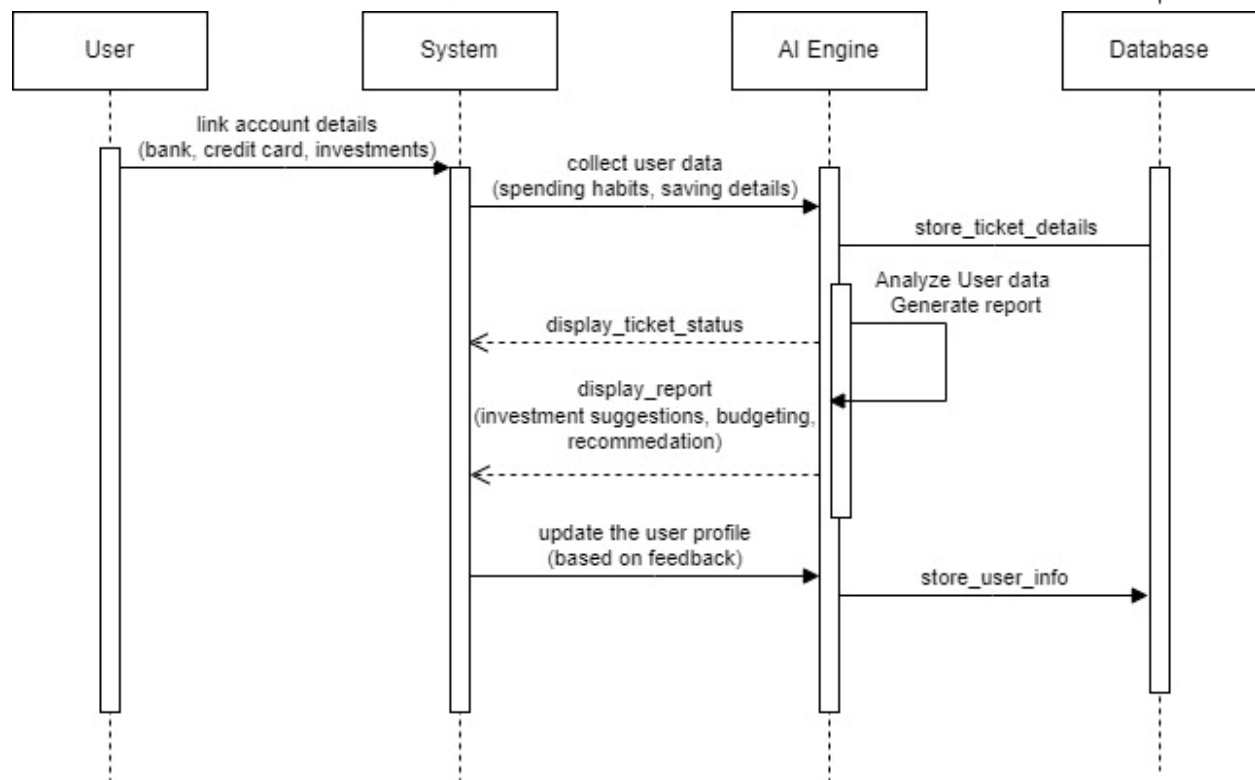 User
System
AI Engine
Database
link account details
(bank, credit card, investments)
collect user data
(spending habits, saving details)
store_ticket_details
Analyze User data
Generate report
display_ticket_status
display_report
(investment suggestions, budgeting,
recommedation)
update the user profile
(based on feedback)
store_user_info